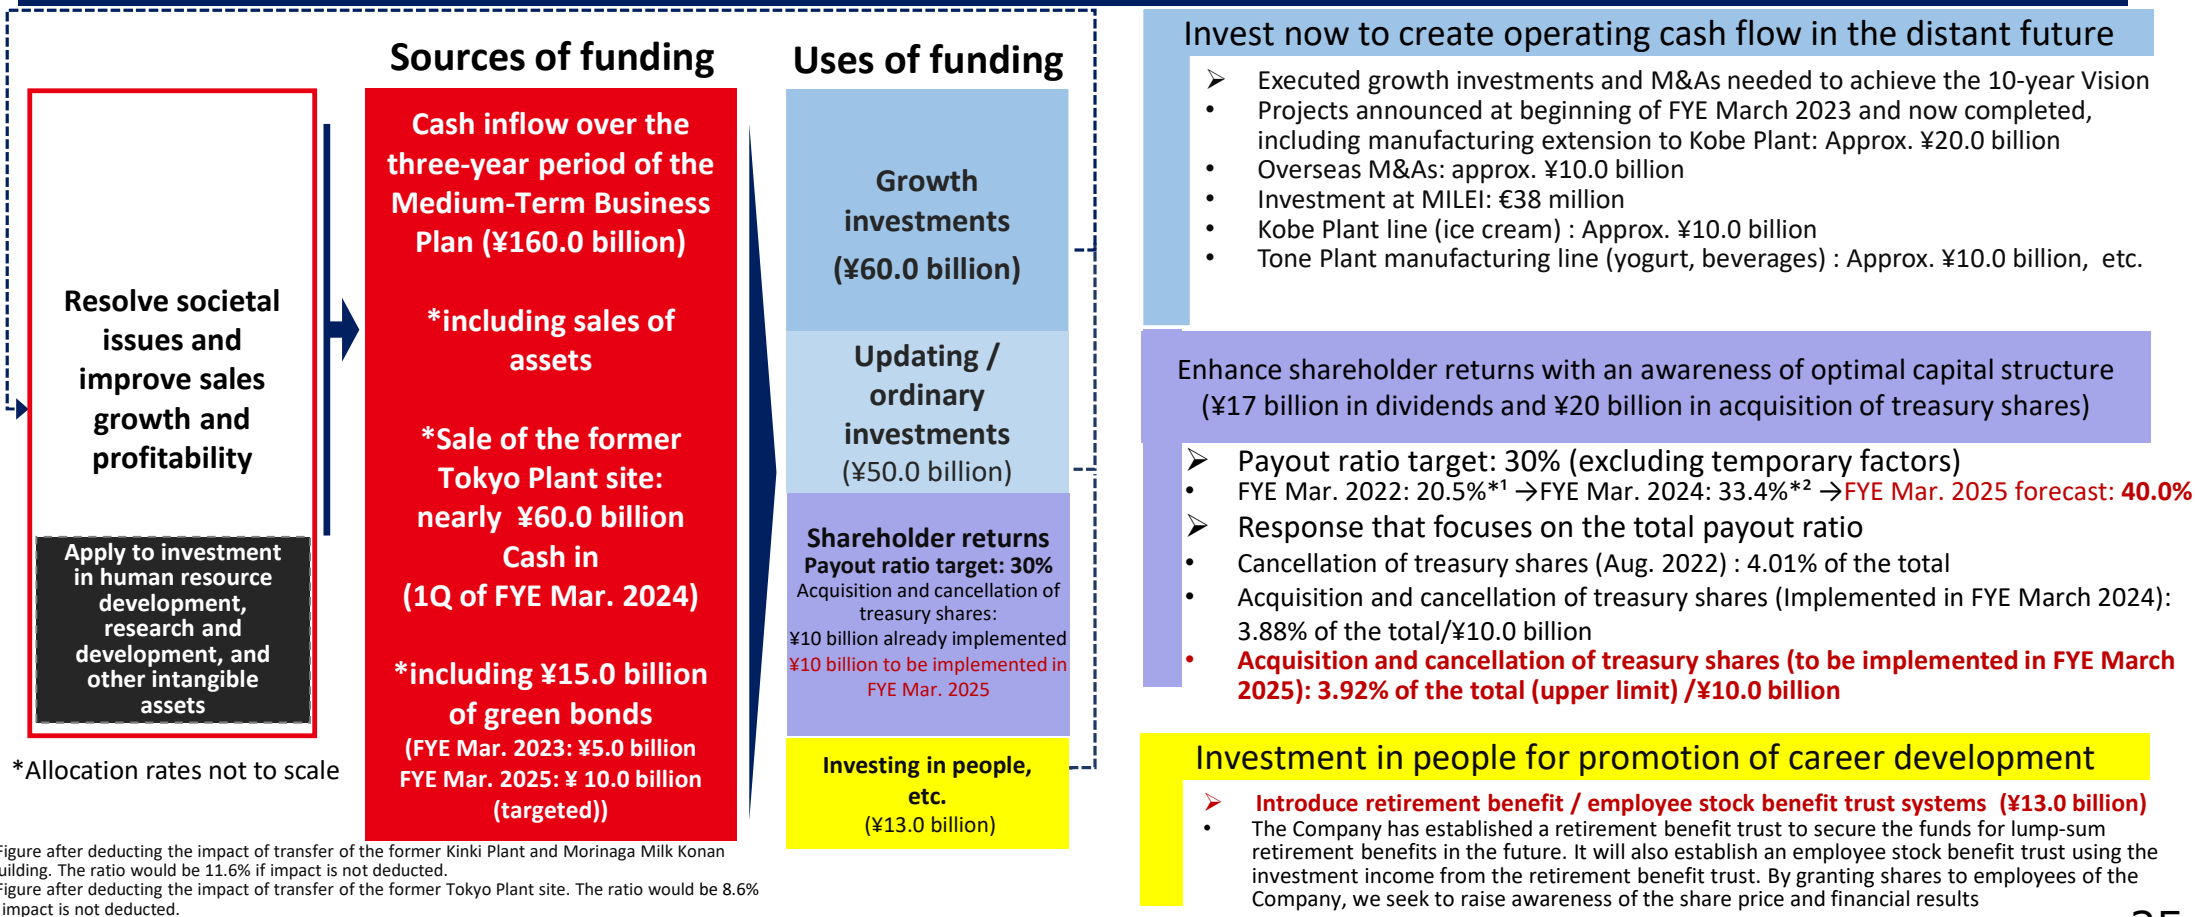 Sources of funding
Uses of funding
Resolve societal
issues and
improve sales
growth and
profitability
Apply to investment
in human resource
development,
research and
development, and
other intangible
assets
*Allocation rates not to scale
Cash inflow over the
three-year period of the
Medium-Term Business
Plan (¥160.0 billion)
*including sales of
assets
*Sale of the former
Tokyo Plant site:
nearly ¥60.0 billion
Cash in
(1Q of FYE Mar. 2024)
*including ¥15.0 billion
of green bonds
(FYE Mar. 2023: ¥5.0 billion
FYE Mar. 2025: ¥ 10.0 billion
(targeted))
Growth
investments
(¥60.0 billion)
Updating /
ordinary
investments
(¥50.0 billion)
Shareholder returns
Payout ratio target: 30%
Acquisition and cancellation of
treasury shares:
¥10 billion already implemented
¥10 billion to be implemented in
FYE Mar. 2025
Investing in people,
etc.
(¥13.0 billion)
Invest now to create operating cash flow in the distant future
➢ Executed growth investments and M&As needed to achieve the 10-year Vision
• Projects announced at beginning of FYE March 2023 and now completed,
including manufacturing extension to Kobe Plant: Approx. ¥20.0 billion
• Overseas M&As: approx. ¥10.0 billion
• Investment at MILEI: €38 million
• Kobe Plant line (ice cream) : Approx. ¥10.0 billion
• Tone Plant manufacturing line (yogurt, beverages) : Approx. ¥10.0 billion, etc.
Enhance shareholder returns with an awareness of optimal capital structure
(¥17 billion in dividends and ¥20 billion in acquisition of treasury shares)
➢ Payout ratio target: 30% (excluding temporary factors)
• FYE Mar. 2022: 20.5%*¹ →FYE Mar. 2024: 33.4%*² →FYE Mar. 2025 forecast: 40.0%
➢ Response that focuses on the total payout ratio
• Cancellation of treasury shares (Aug. 2022) : 4.01% of the total
• Acquisition and cancellation of treasury shares (Implemented in FYE March 2024):
3.88% of the total/¥10.0 billion
• Acquisition and cancellation of treasury shares (to be implemented in FYE March
2025): 3.92% of the total (upper limit) /¥10.0 billion
Investment in people for promotion of career development
➢ Introduce retirement benefit / employee stock benefit trust systems (¥13.0 billion)
• The Company has established a retirement benefit trust to secure the funds for lump-sum
retirement benefits in the future. It will also establish an employee stock benefit trust using the
investment income from the retirement benefit trust. By granting shares to employees of the
Company, we seek to raise awareness of the share price and financial results
Figure after deducting the impact of transfer of the former Kinki Plant and Morinaga Milk Konan
uilding. The ratio would be 11.6% if impact is not deducted.
Figure after deducting the impact of transfer of the former Tokyo Plant site. The ratio would be 8.6%
impact is not deducted.